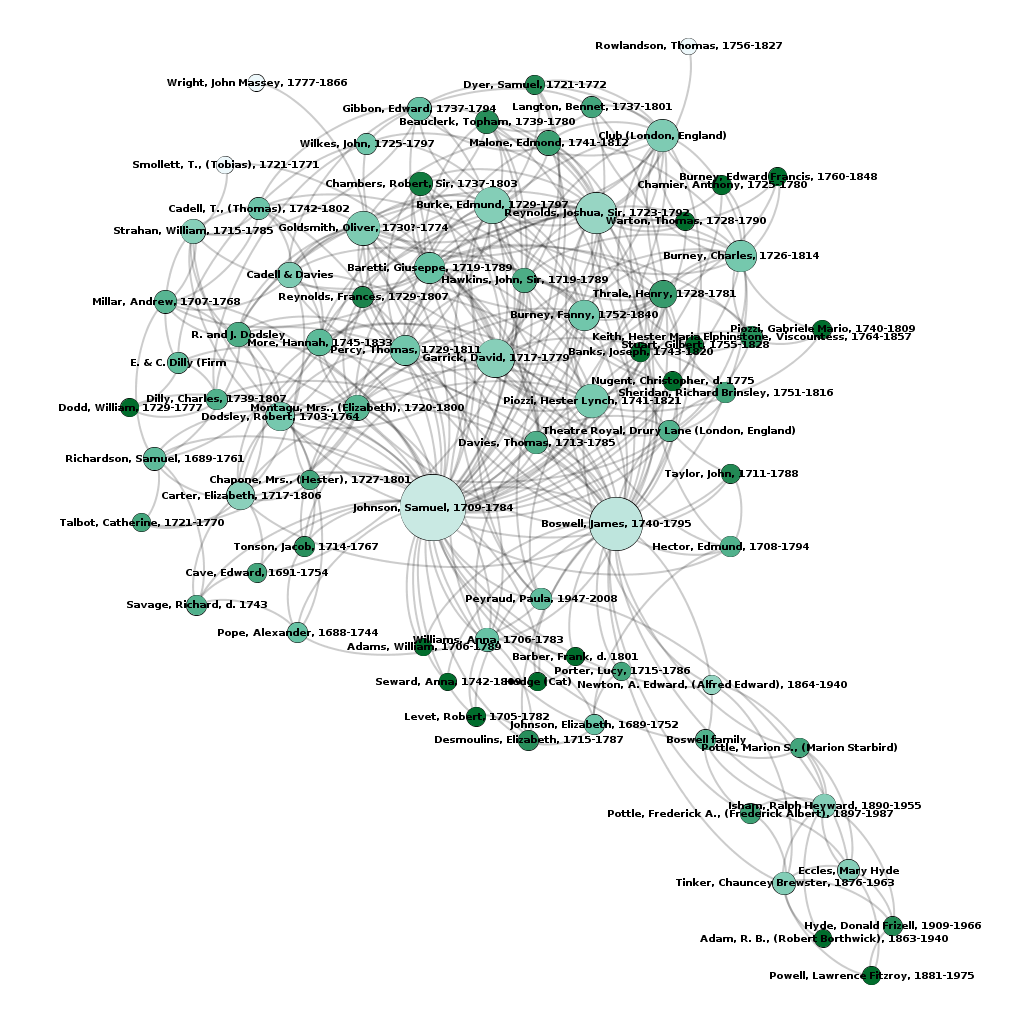 Rowlandson, Thomas, 1756-1827
Wright, John Massey, 1777-1866
Dyer, Samuel, 1721-1772
Gibbon, Edward, 1737-1794
Langton, Bennet, 1737-1801
Beauclerk, Topham, 1739-1780
Club (London, England)
Wilkes, John, 1725-1797
Malone, Edmond, 1741-1812
Smollett, T., (Tobias), 1721-1771
Burney, Edward Francis, 1760-1848
Chambers, Robert, Sir, 1737-1803
Chamier, Anthony, 1725-1780
Burke, Edmund, 1729-1797
Cadell, T., (Thomas), 1742-1802
Reynolds, Joshua, Sir, 1723-1792
Warton, Thomas, 1728-1790
Strahan, William, 1715-1785
Goldsmith, Oliver, 1730?-1774
Burney, Charles, 1726-1814
Baretti, Giuseppe, 1719-1789
Cadell & Davies
Hawkins, John, Sir, 1719-1789
Reynolds, Frances, 1729-1807
Thrale, Henry, 1728-1781
Millar, Andrew, 1707-1768
Burney, Fanny, 1752-1840
Piozzi, Gabriele Mario, 1740-1809
R. and J. Dodsley
Keith, Hester Maria Elphinstone, Viscountess, 1764-1857
More, Hannah, 1745-1833
Stuart, Gilbert, 1755-1828
Percy, Thomas, 1729-1811
Banks, Joseph, 1743-1820
Garrick, David, 1717-1779
E. & C. Dilly (Firm
Nugent, Christopher, d. 1775
Sheridan, Richard Brinsley, 1751-1816
Dilly, Charles, 1739-1807
Piozzi, Hester Lynch, 1741-1821
Dodd, William, 1729-1777
Montagu, Mrs., (Elizabeth), 1720-1800
Dodsley, Robert, 1703-1764
Theatre Royal, Drury Lane (London, England)
Davies, Thomas, 1713-1785
Richardson, Samuel, 1689-1761
Taylor, John, 1711-1788
Chapone, Mrs., (Hester), 1727-1801
Carter, Elizabeth, 1717-1806
Johnson, Samuel, 1709-1784
Talbot, Catherine, 1721-1770
Boswell, James, 1740-1795
Tonson, Jacob, 1714-1767
Hector, Edmund, 1708-1794
Cave, Edward, 1691-1754
Peyraud, Paula, 1947-2008
Savage, Richard, d. 1743
Pope, Alexander, 1688-1744
Williams, Anna, 1706-1783
Adams, William, 1706-1789
Barber, Frank, d. 1801
Porter, Lucy, 1715-1786
Seward, Anna, 1742-1809
Hodge (Cat)
Newton, A. Edward, (Alfred Edward), 1864-1940
Levet, Robert, 1705-1782
Johnson, Elizabeth, 1689-1752
Desmoulins, Elizabeth, 1715-1787
Boswell family
Pottle, Marion S., (Marion Starbird)
Isham, Ralph Heyward, 1890-1955
Pottle, Frederick A., (Frederick Albert), 1897-1987
Eccles, Mary Hyde
Tinker, Chauncey Brewster, 1876-1963
Hyde, Donald Frizell, 1909-1966
Adam, R. B., (Robert Borthwick), 1863-1940
Powell, Lawrence Fitzroy, 1881-1975